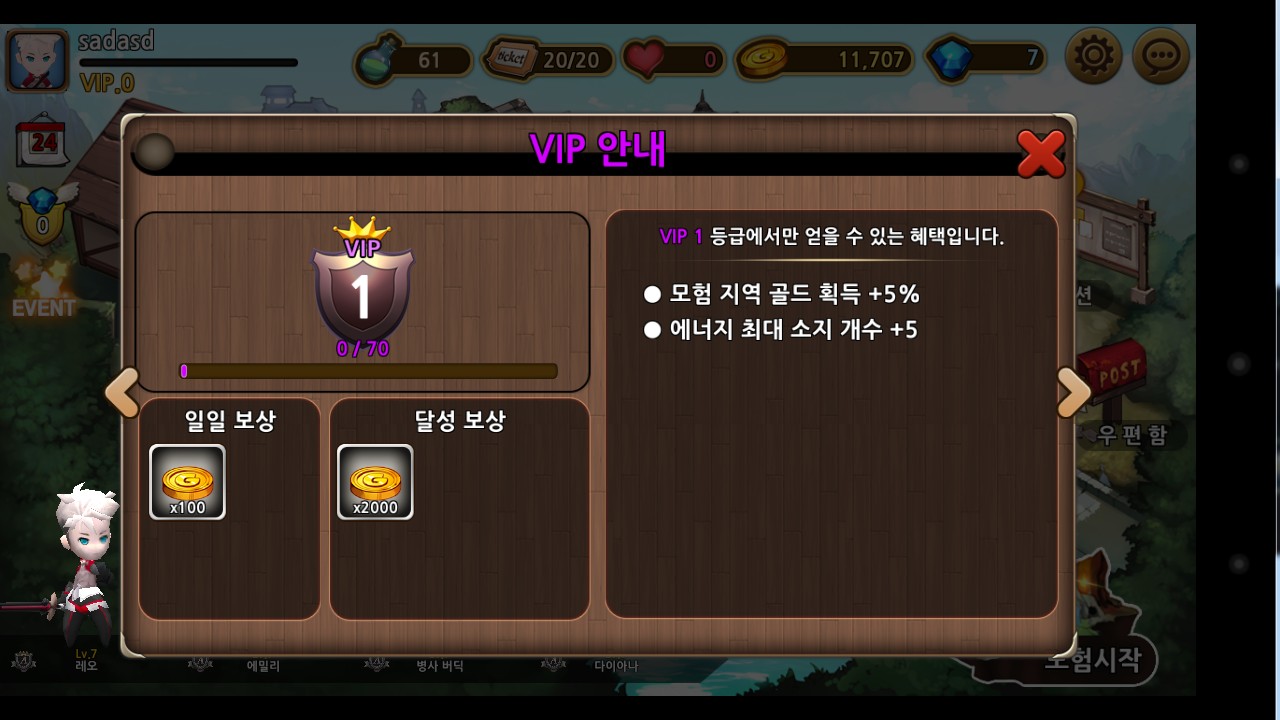 sadasd
VIP.0
61
ticket
20/20
0
11,707
7
24
0
EVENT
VIP 안내
VIP
1
0 / 70
일일 보상
x100
달성 보상
x2000
VIP 1 등급에서만 얻을 수 있는 혜택입니다.
모험 지역 골드 획득 +5%
에너지 최대 소지 개수 +5
션
POST
우편함
Lv.7
레오
에밀리
병사 버딕
다이아나
모험시작